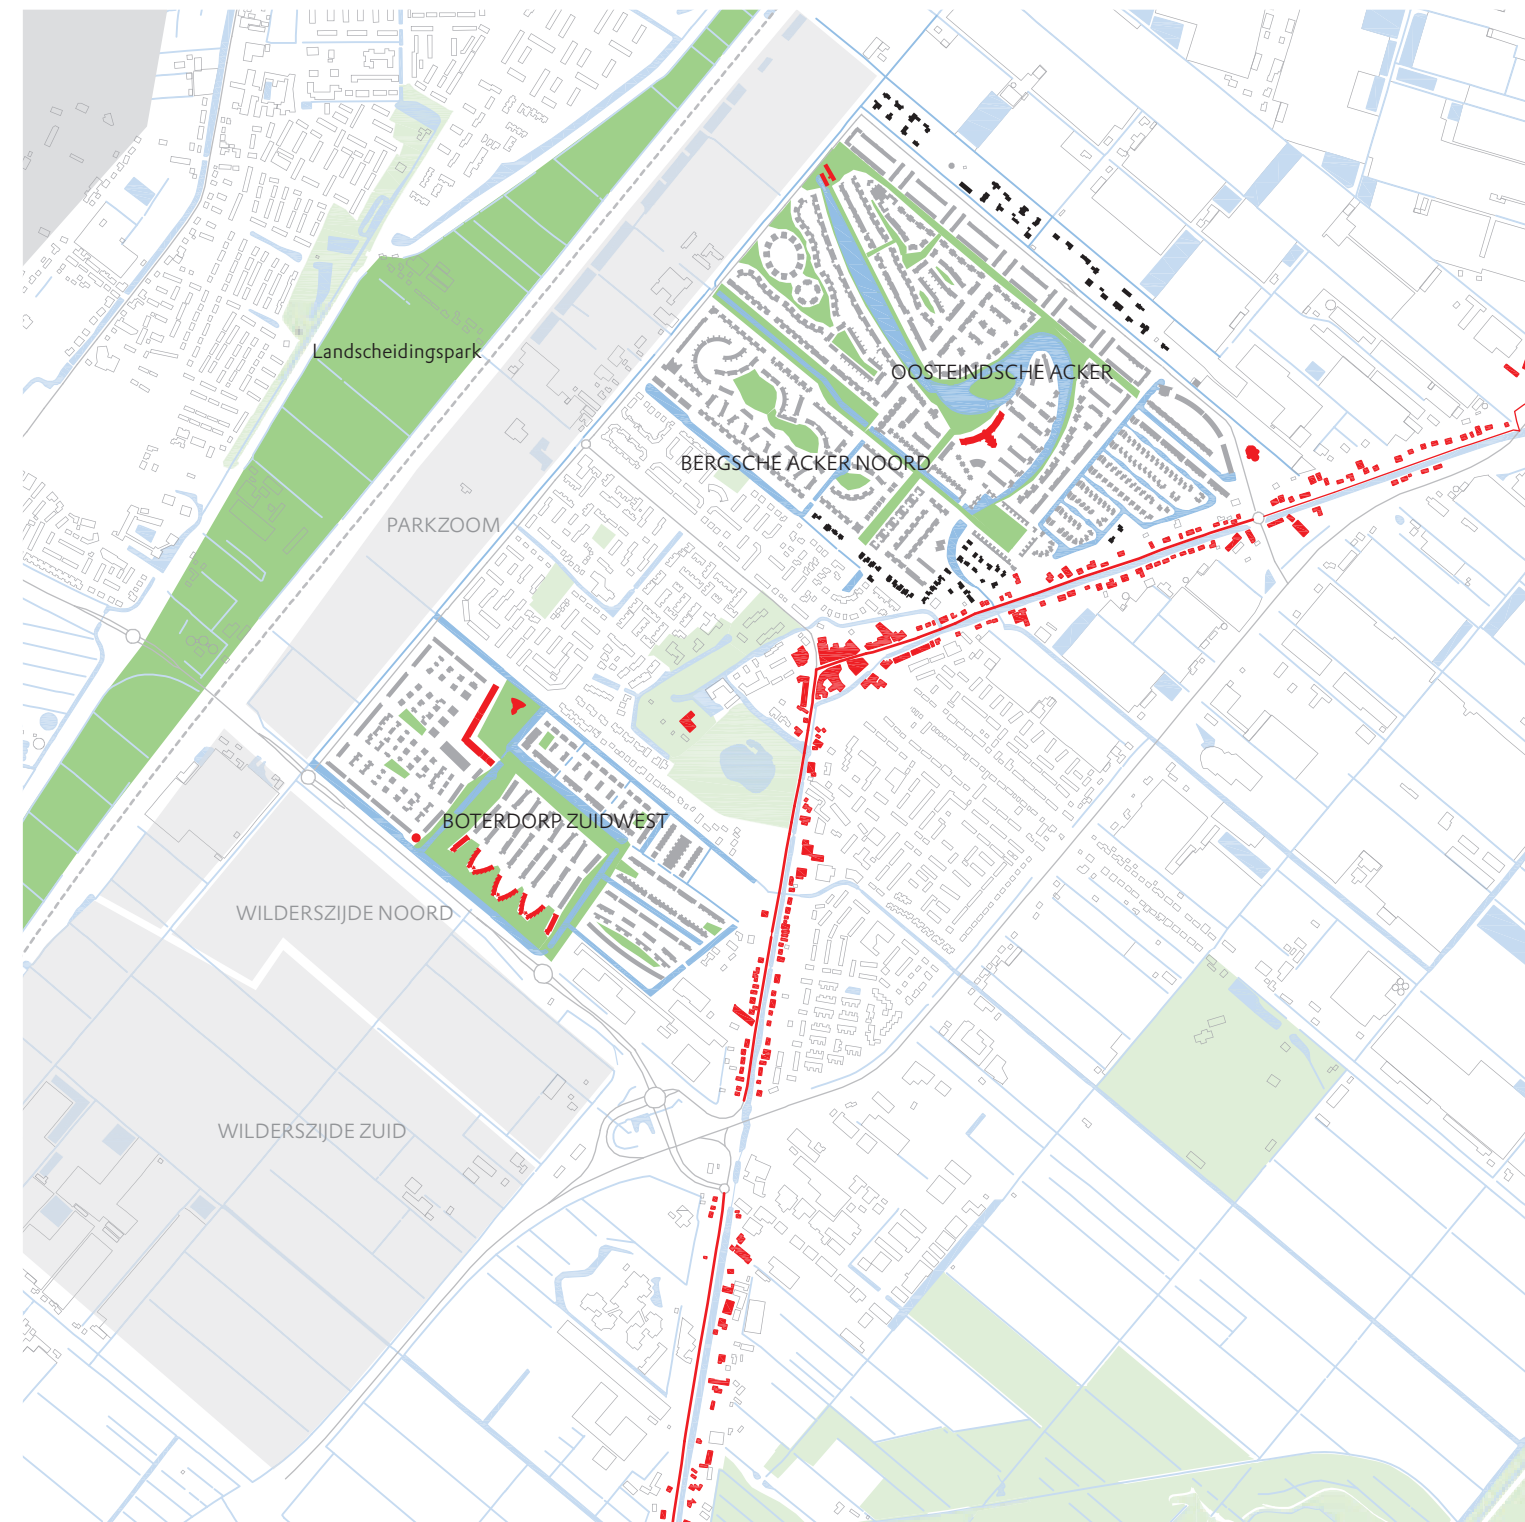 Landscheidingspark
OOSTEINDSCHE ACKER
BERGSCHE ACKER NOORD
PARKZOOM
BOTERDORP ZUIDWEST
WILDERSZIJDE NOORD
WILDERSZIJDE ZUID